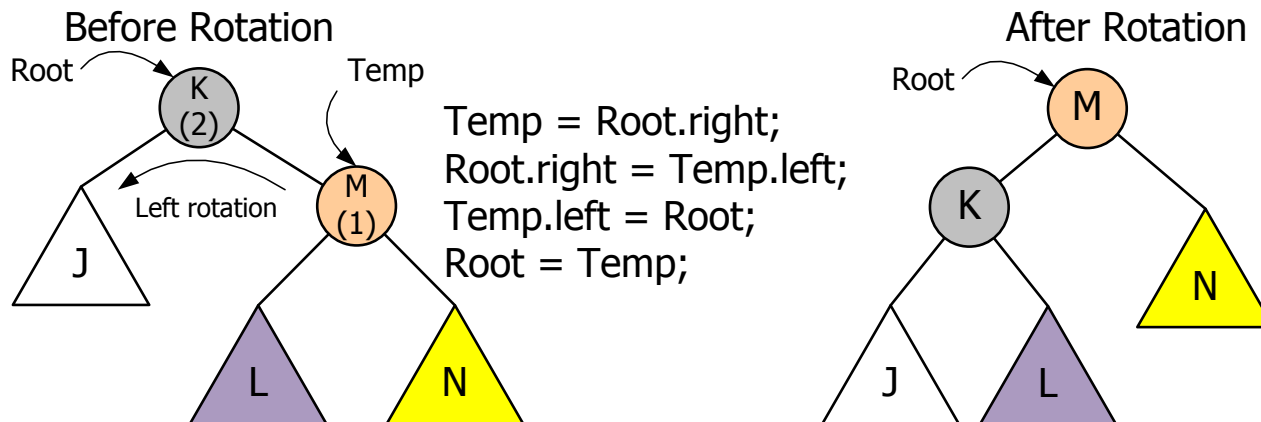 Before Rotation
Root
K
(2)
Temp
M
(1)
Left rotation
J
L
N
Temp = Root.right;
Root.right = Temp.left;
Temp.left = Root;
Root = Temp;
After Rotation
Root
M
K
N
J
L